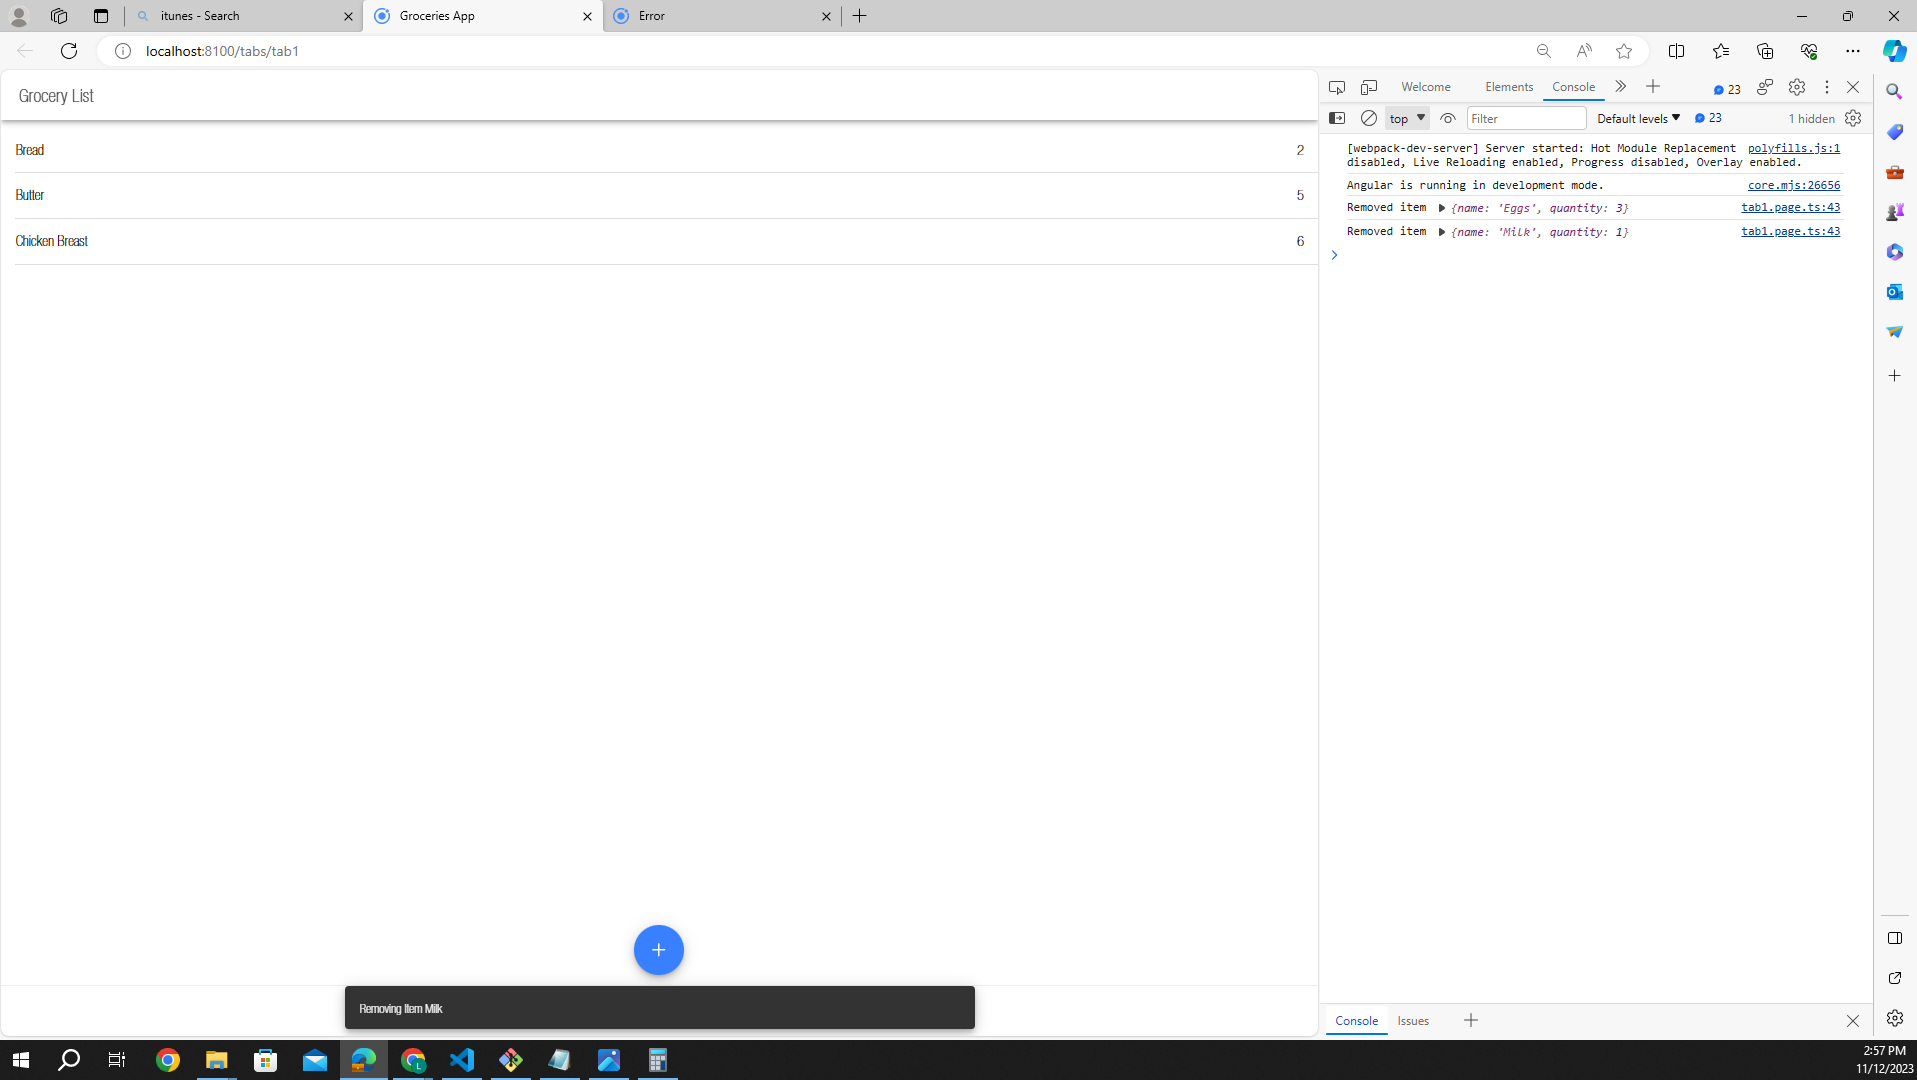 itunes - Search
Groceries App
Error
localhost:8100/tabs/tab1
Grocery List
Bread 2
Butter 5
Chicken Breast 6
Removing Item Milk
Welcome Elements Console 23
top Filter Default levels 23 1 hidden
[webpack-dev-server] Server started: Hot Module Replacement polyfills.js:1
disabled, Live Reloading enabled, Progress disabled, Overlay enabled.
Angular is running in development mode. core.mjs:26656
Removed item {name: 'Eggs', quantity: 3} tab1.page.ts:43
Removed item {name: 'Milk', quantity: 1} tab1.page.ts:43
Console Issues
2:57 PM
11/12/2023